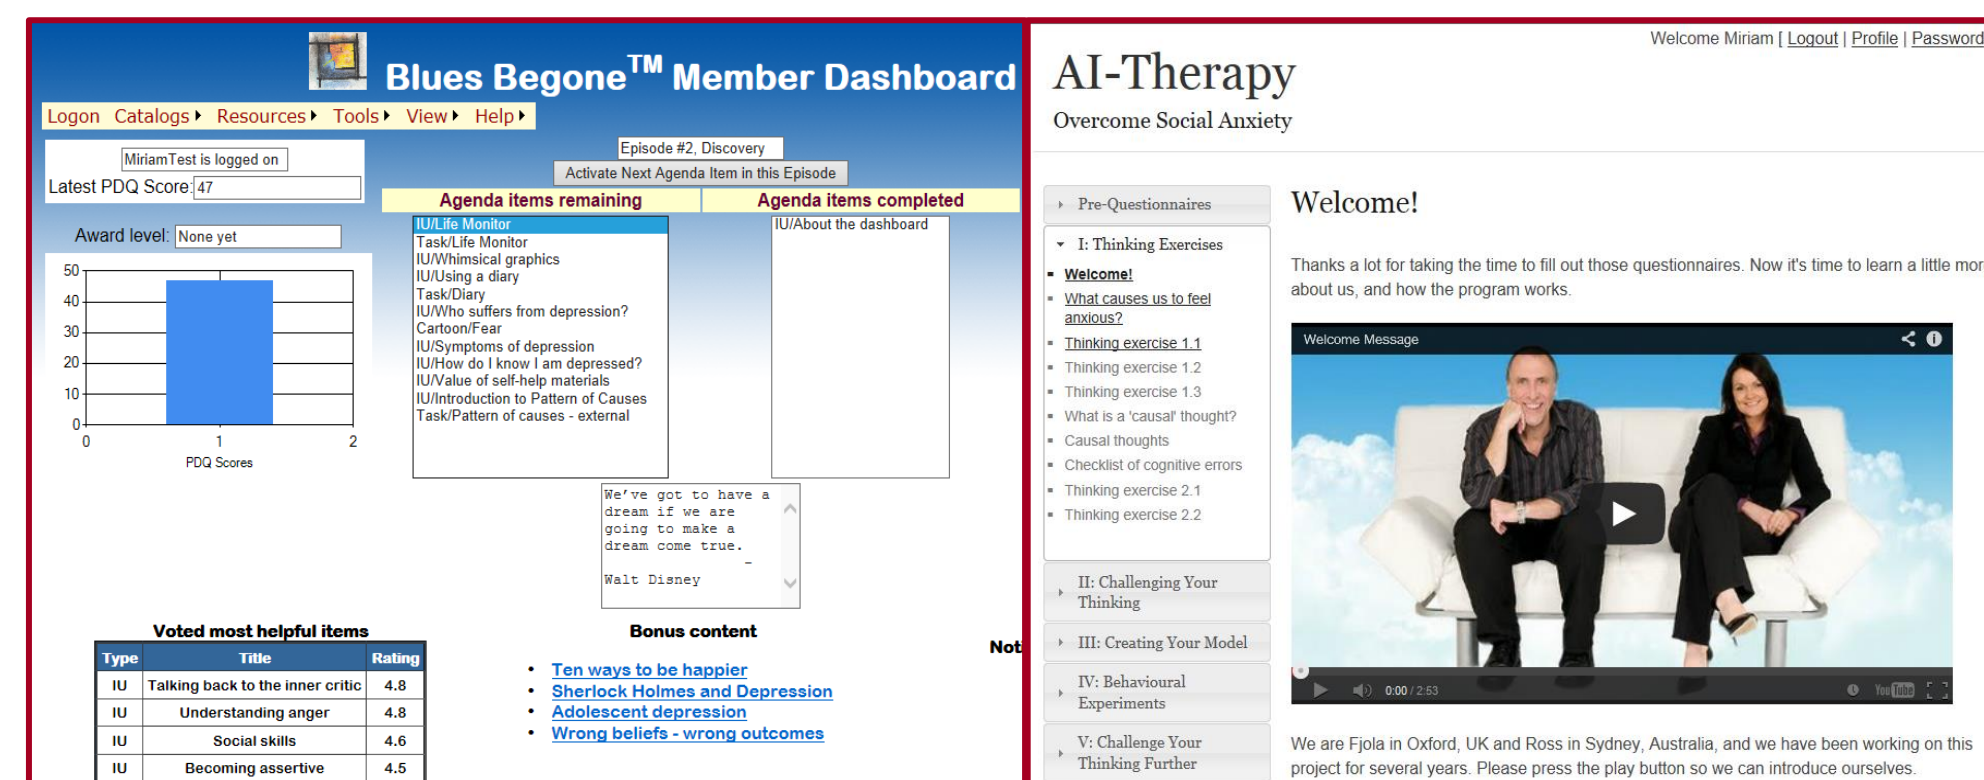 Blues Begone™ Member Dashboard
Logon Catalogs Resources Tools View Help
MiriamTest is logged on
Latest PDQ Score: 47
Award level: None yet
50
40
30
20
10
0
0 1 2
PDQ Scores
Episode #2, Discovery
Activate Next Agenda Item in this Episode
Agenda items remaining
IU/Life Monitor
Task/Life Monitor
IU/Whimsical graphics
IU/Using a diary
Task/Diary
IU/Who suffers from depression?
Cartoon/Fear
IU/Symptoms of depression
IU/How do I know I am depressed?
IU/Value of self-help materials
IU/Introduction to Pattern of Causes
Task/Pattern of causes - external
Agenda items completed
IU/About the dashboard
We've got to have a
dream if we are
going to make a
dream come true.
–
Walt Disney
Voted most helpful items
Type Title Rating
IU Talking back to the inner critic 4.8
IU Understanding anger 4.8
IU Social skills 4.6
IU Becoming assertive 4.5
Bonus content
• Ten ways to be happier
• Sherlock Holmes and Depression
• Adolescent depression
• Wrong beliefs - wrong outcomes
Not
Welcome Miriam [ Logout | Profile | Password
AI-Therapy
Overcome Social Anxiety
Pre-Questionnaires
I: Thinking Exercises
Welcome!
What causes us to feel
anxious?
Thinking exercise 1.1
Thinking exercise 1.2
Thinking exercise 1.3
What is a 'causal' thought?
Causal thoughts
Checklist of cognitive errors
Thinking exercise 2.1
Thinking exercise 2.2
II: Challenging Your
Thinking
III: Creating Your Model
IV: Behavioural
Experiments
V: Challenge Your
Thinking Further
Welcome!
Thanks a lot for taking the time to fill out those questionnaires. Now it's time to learn a little mor
about us, and how the program works.
Welcome Message
0:00 / 2:53
YouTube
We are Fjola in Oxford, UK and Ross in Sydney, Australia, and we have been working on this
project for several years. Please press the play button so we can introduce ourselves.